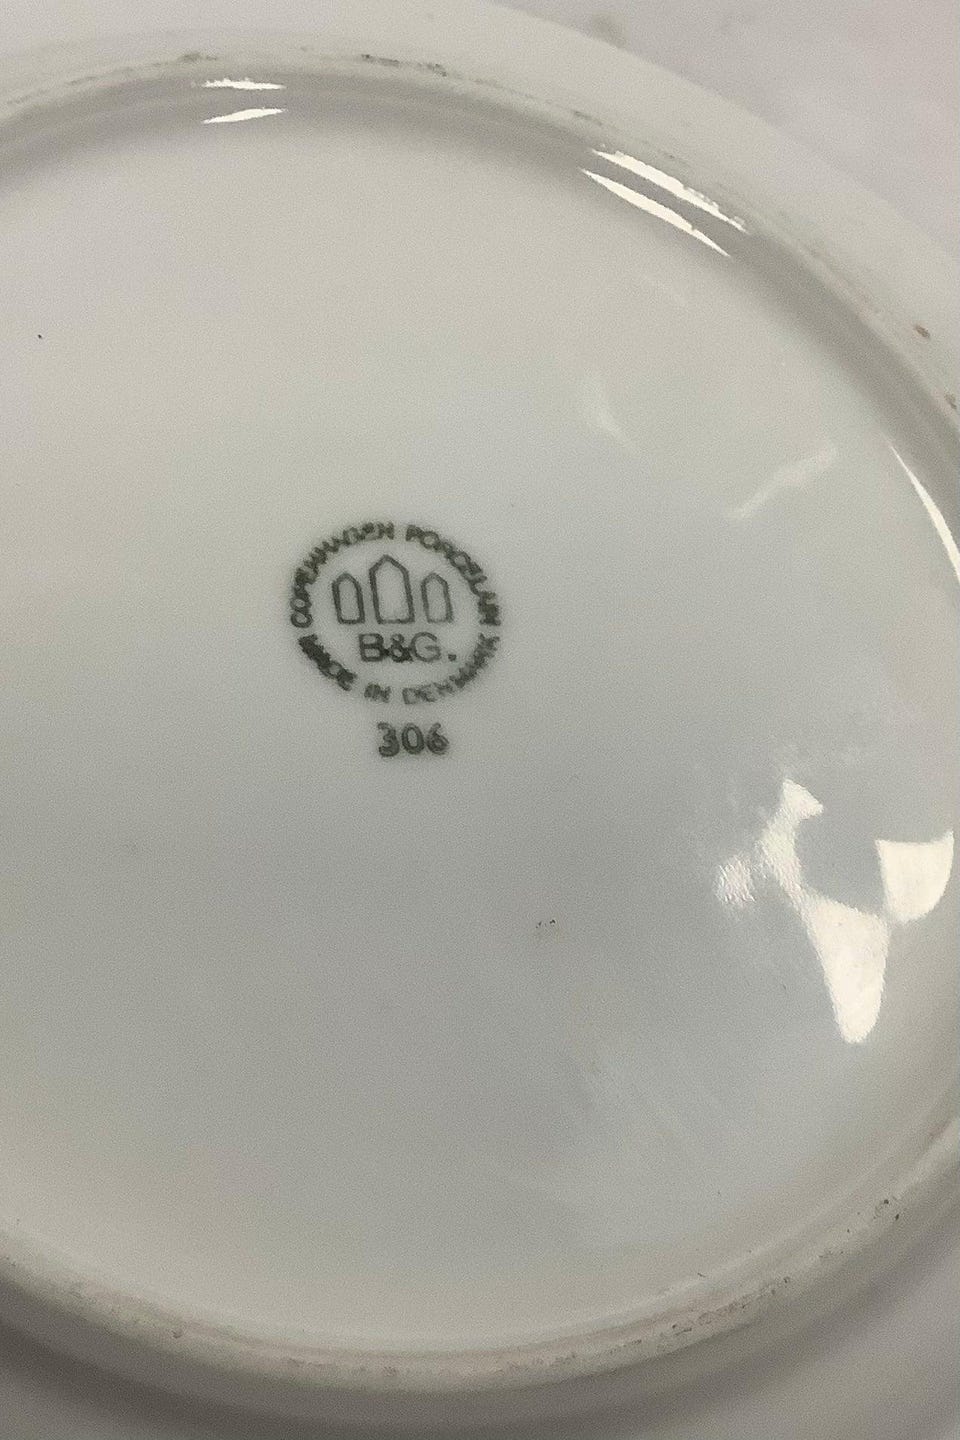 COPENHAGEN PORCELAIN
B&G.
MADE IN DENMARK
306